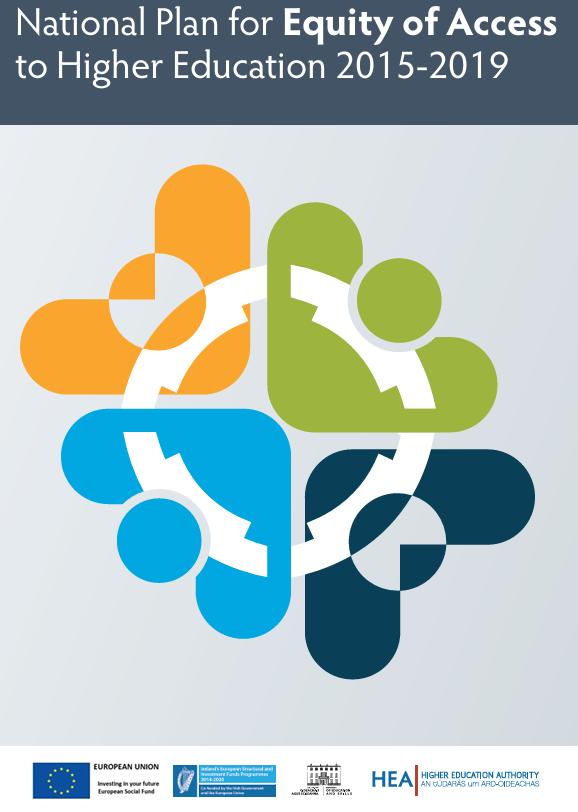 National Plan for Equity of Access
to Higher Education 2015-2019
EUROPEAN UNION
Investing in your future
European Social Fund
Ireland's European Structural and
Investment Funds Programmes
2014-2020
Co-funded by the Irish Government
and the European Union
HEA
HIGHER EDUCATION AUTHORITY
AN tÚDARÁS um ARD-OIDEACHAS